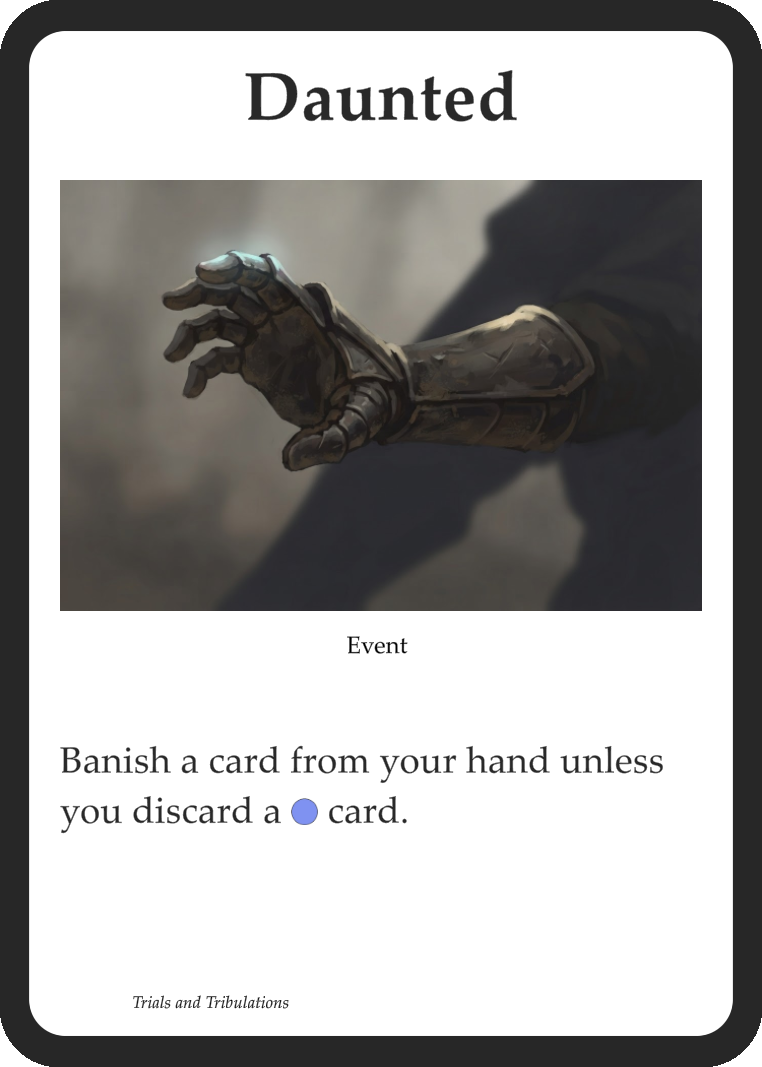 Daunted
Event
Banish a card from your hand unless
you discard a card.
Trials and Tribulations